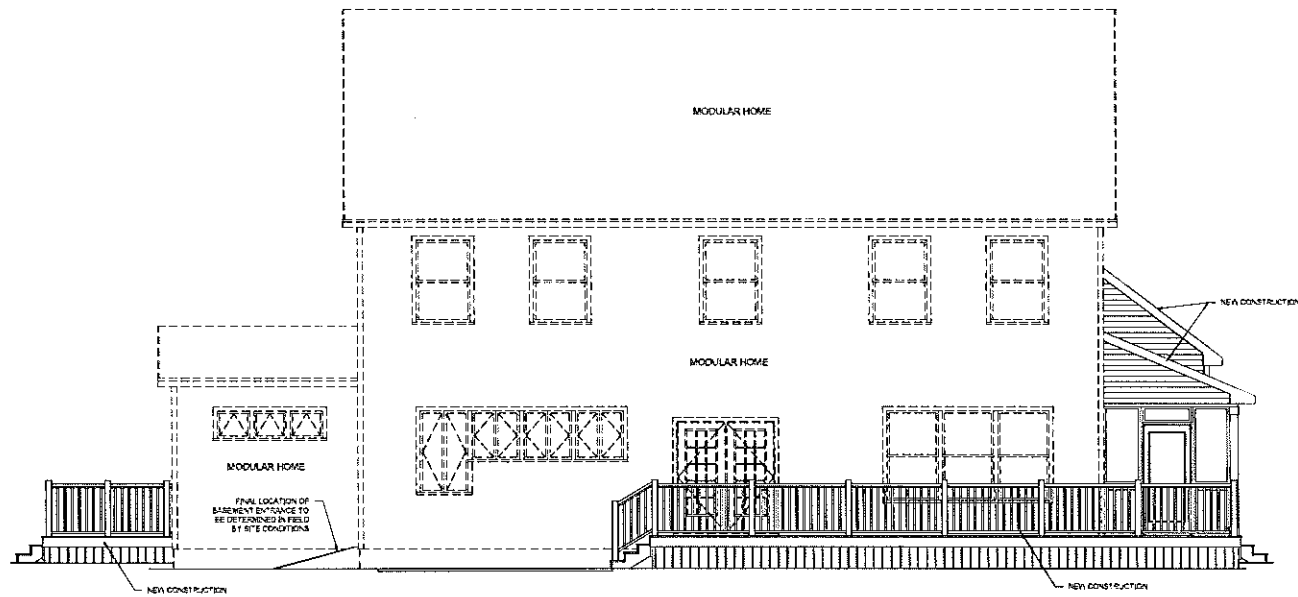 MODULAR HOME
NEW CONSTRUCTION
MODULAR HOME
MODULAR HOME
FINAL LOCATION OF
BASEMENT ENTRANCE TO
BE DETERMINED IN FIELD
BY SITE CONDITIONS
NEW CONSTRUCTION
NEW CONSTRUCTION